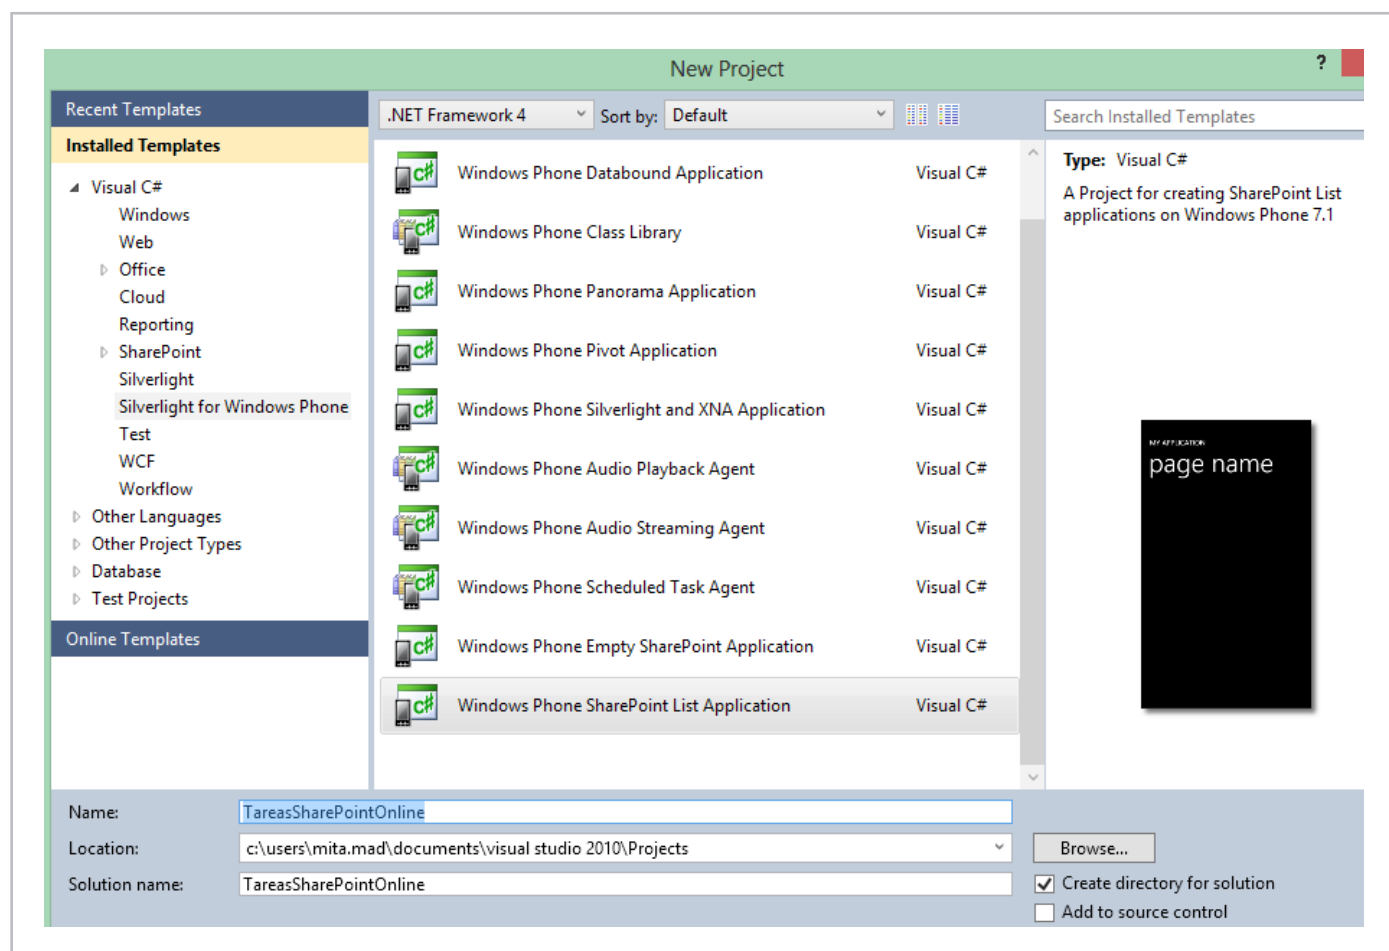 New Project
?
Recent Templates
.NET Framework 4
Sort by:
Default
Search Installed Templates
Installed Templates
Visual C#
Windows
Web
Office
Cloud
Reporting
SharePoint
Silverlight
Silverlight for Windows Phone
Test
WCF
Workflow
Other Languages
Other Project Types
Database
Test Projects
Online Templates
Windows Phone Databound Application Visual C#
Windows Phone Class Library Visual C#
Windows Phone Panorama Application Visual C#
Windows Phone Pivot Application Visual C#
Windows Phone Silverlight and XNA Application Visual C#
Windows Phone Audio Playback Agent Visual C#
Windows Phone Audio Streaming Agent Visual C#
Windows Phone Scheduled Task Agent Visual C#
Windows Phone Empty SharePoint Application Visual C#
Windows Phone SharePoint List Application Visual C#
Type: Visual C#
A Project for creating SharePoint List
applications on Windows Phone 7.1
MY APPLICATION
page name
Name: TareasSharePointOnline
Location: c:\users\mita.mad\documents\visual studio 2010\Projects
Browse...
Solution name: TareasSharePointOnline
Create directory for solution
Add to source control